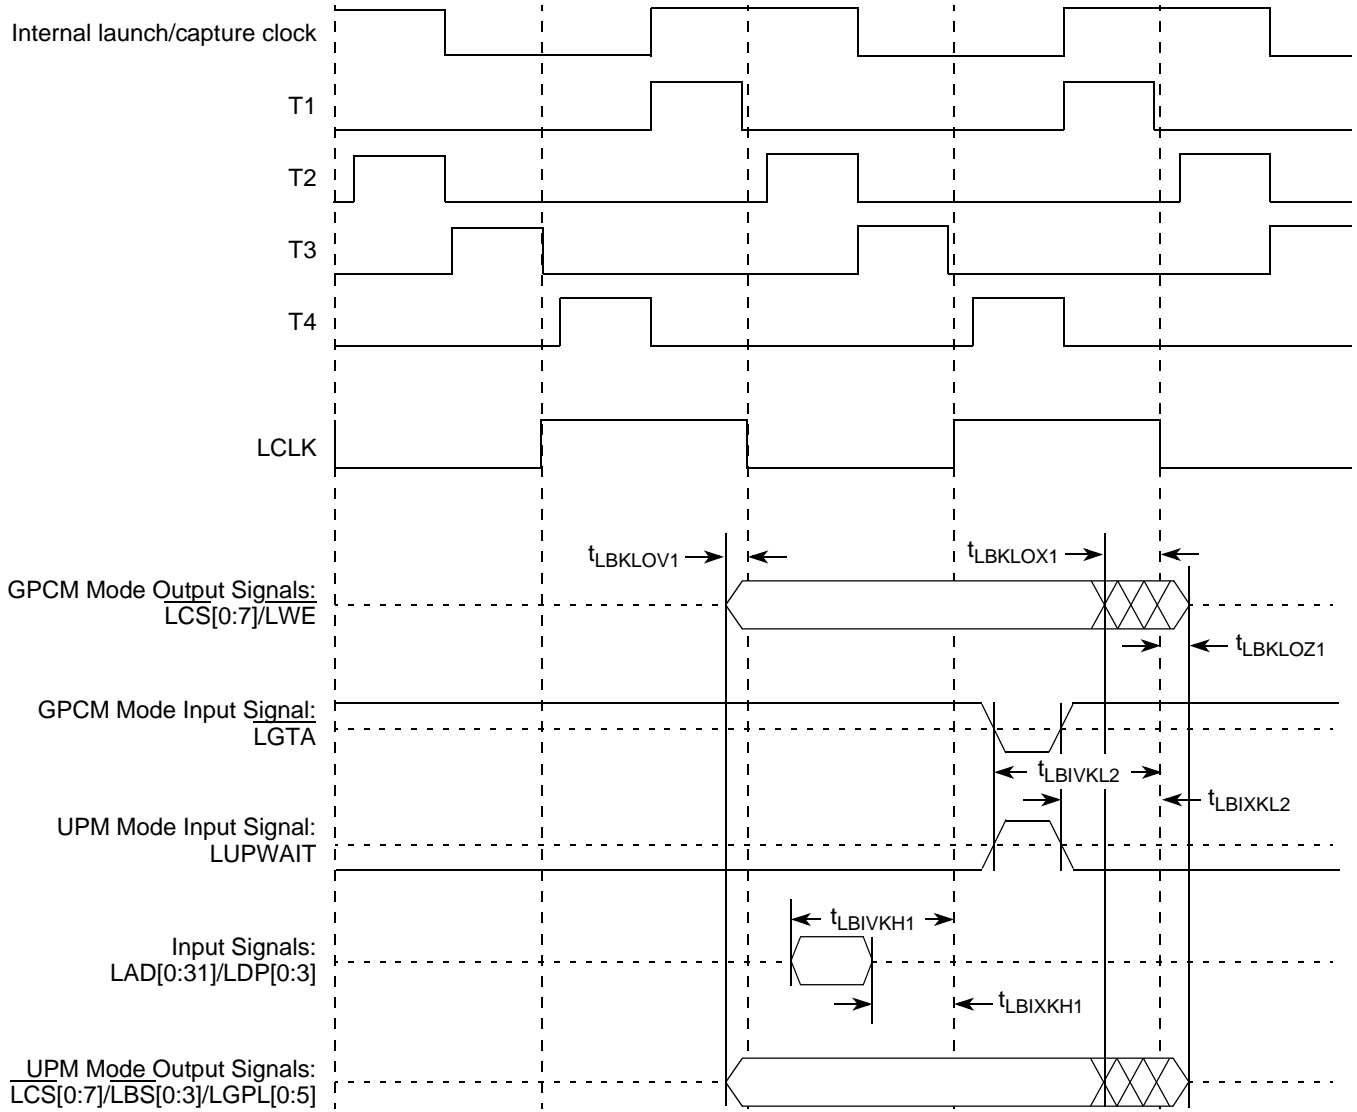 Internal launch/capture clock
T1
T2
T3
T4
LCLK
tLBKLOV1
tLBKLOX1
GPCM Mode Output Signals:
LCS[0:7]/LWE
tLBKLOZ1
GPCM Mode Input Signal:
LGTA
tLBIVKL2
tLBIXKL2
UPM Mode Input Signal:
LUPWAIT
tLBIVKH1
Input Signals:
LAD[0:31]/LDP[0:3]
tLBIXKH1
UPM Mode Output Signals:
LCS[0:7]/LBS[0:3]/LGPL[0:5]